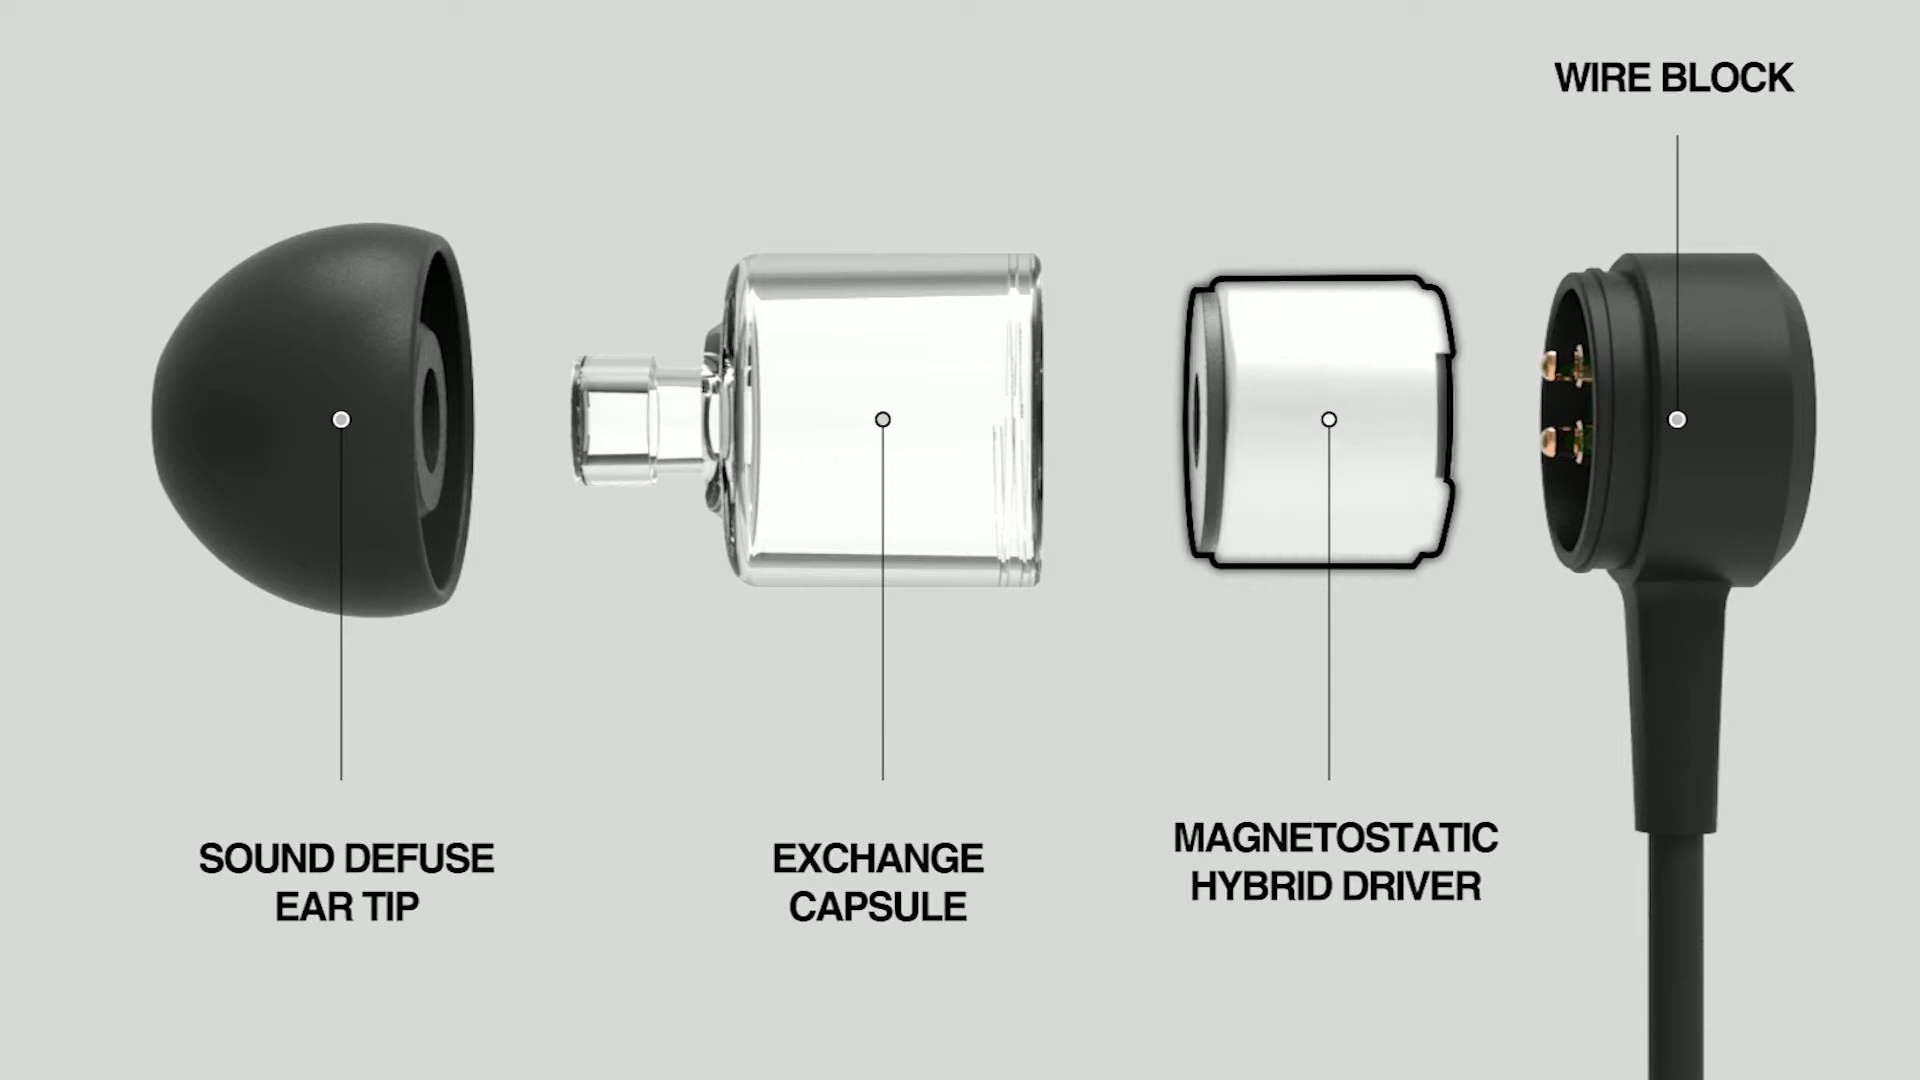 WIRE BLOCK
SOUND DEFUSE
EAR TIP
EXCHANGE
CAPSULE
MAGNETOSTATIC
HYBRID DRIVER